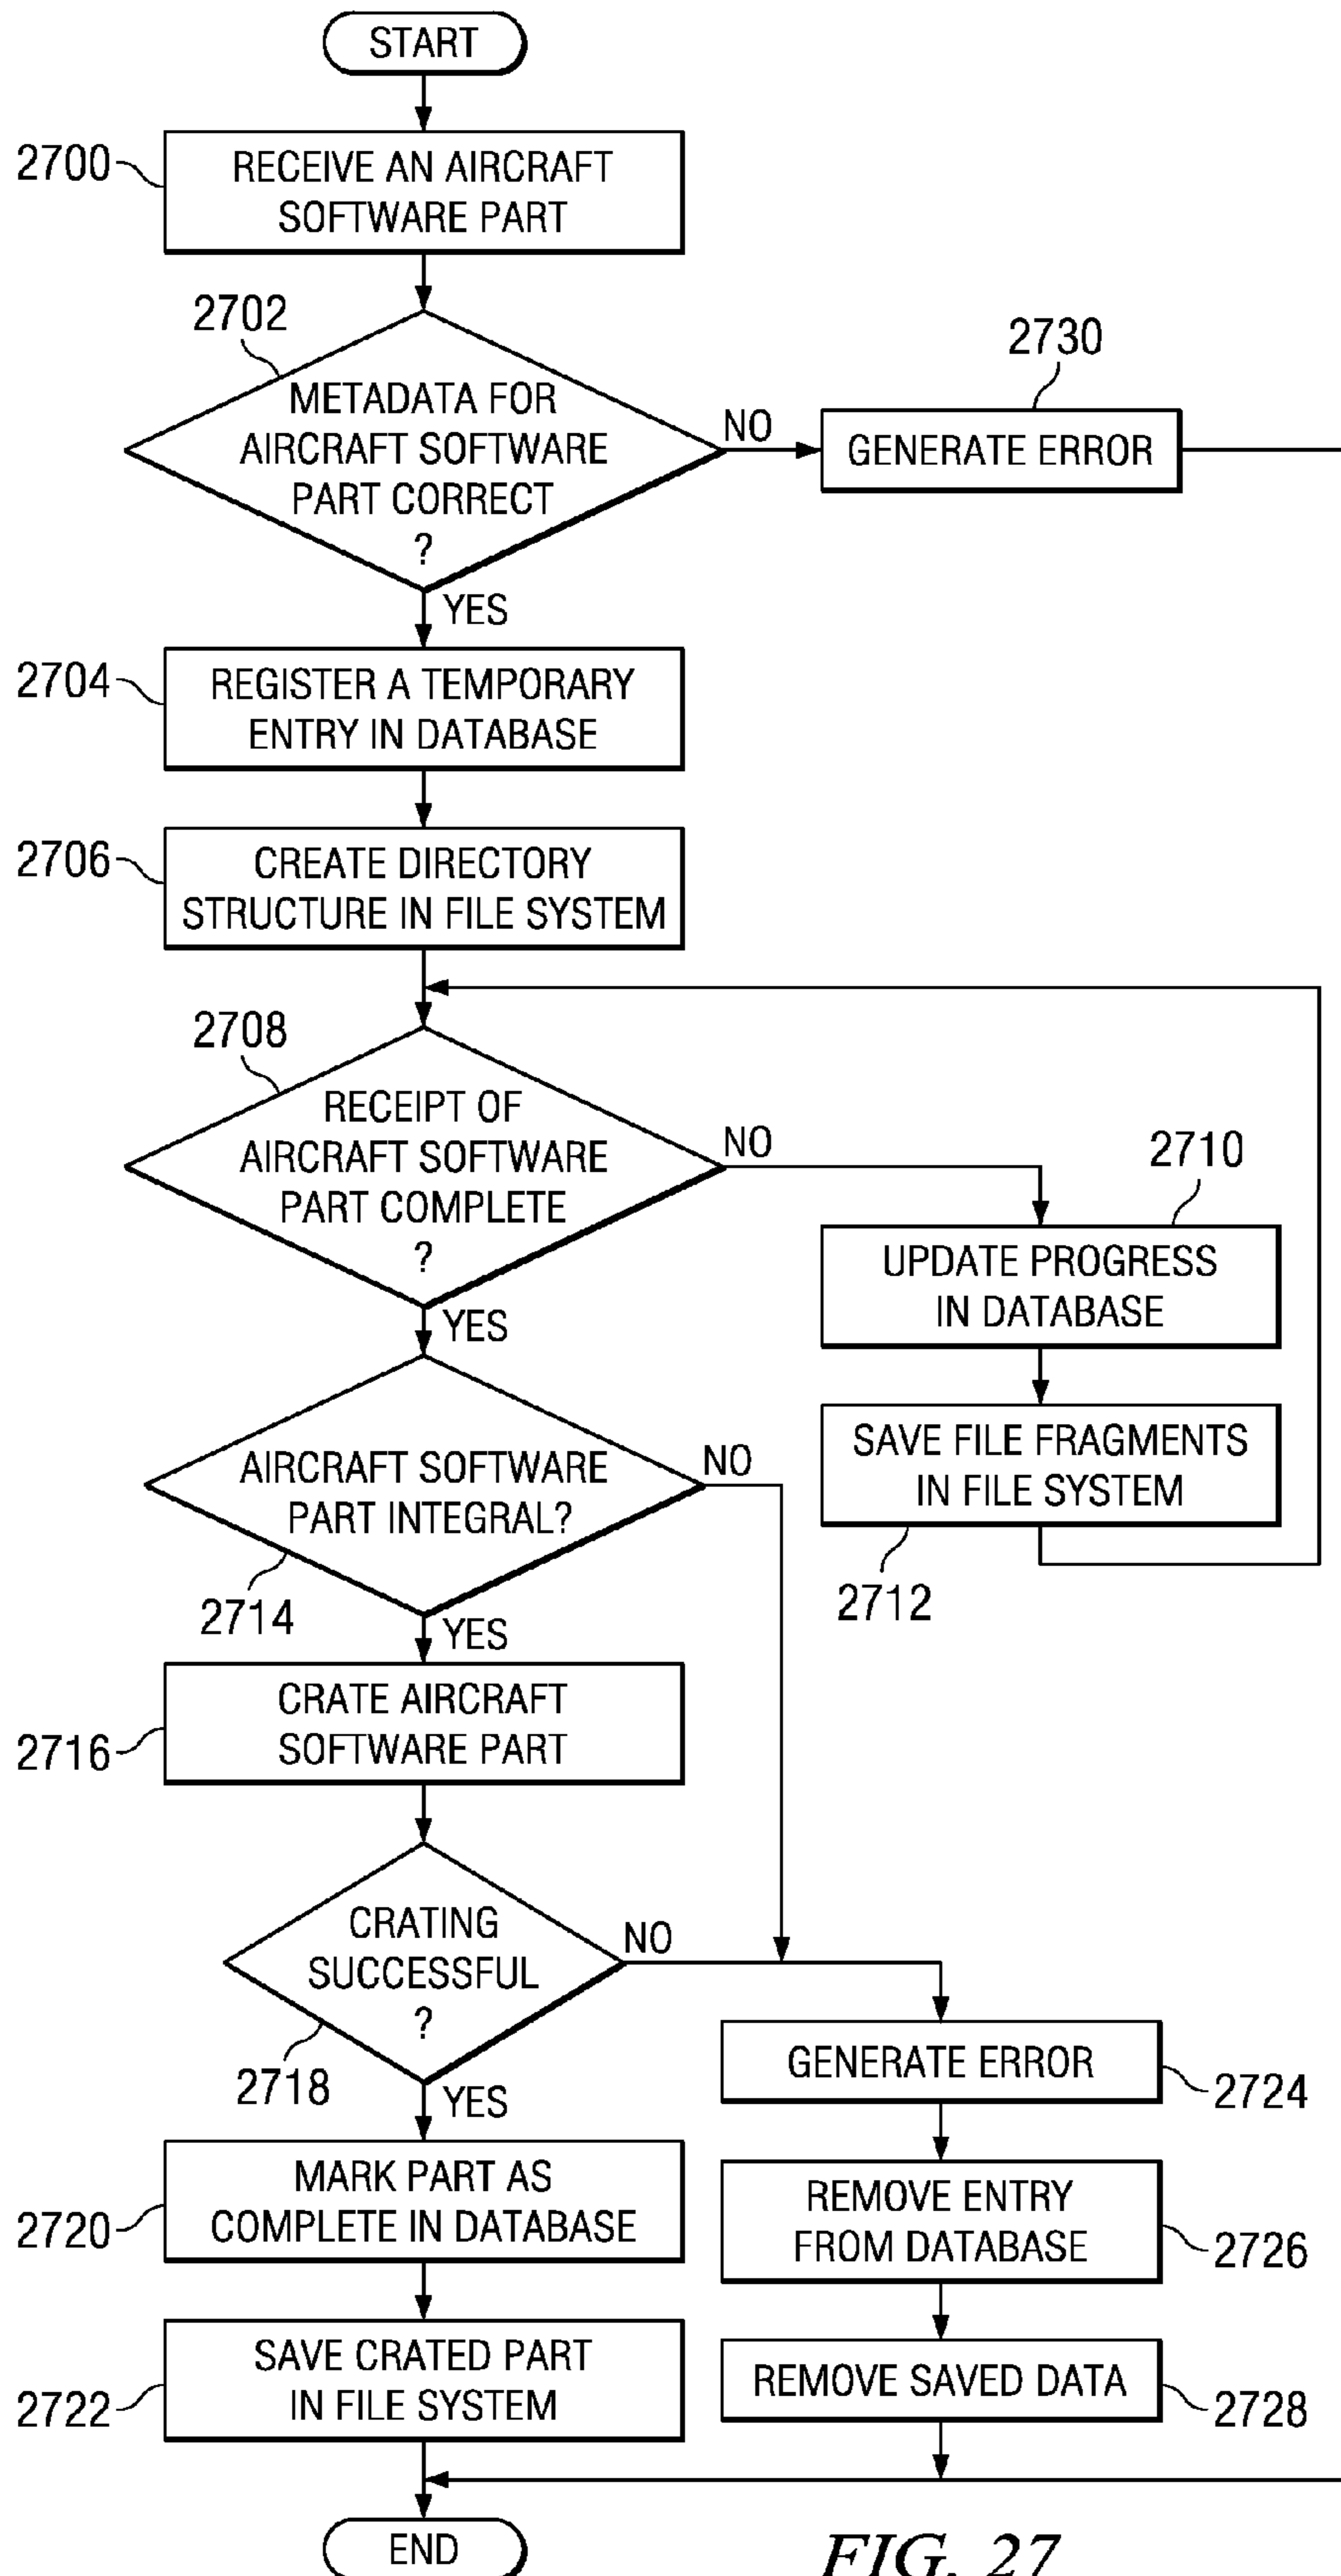 START
2700
RECEIVE AN AIRCRAFT
SOFTWARE PART
2702
METADATA FOR
AIRCRAFT SOFTWARE
PART CORRECT
?
NO
2730
GENERATE ERROR
YES
2704
REGISTER A TEMPORARY
ENTRY IN DATABASE
2706
CREATE DIRECTORY
STRUCTURE IN FILE SYSTEM
2708
RECEIPT OF
AIRCRAFT SOFTWARE
PART COMPLETE
?
NO
2710
UPDATE PROGRESS
IN DATABASE
YES
SAVE FILE FRAGMENTS
IN FILE SYSTEM
2712
AIRCRAFT SOFTWARE
PART INTEGRAL?
NO
2714
YES
2716
CRATE AIRCRAFT
SOFTWARE PART
CRATING
SUCCESSFUL
?
NO
2718
YES
GENERATE ERROR
2724
2720
MARK PART AS
COMPLETE IN DATABASE
REMOVE ENTRY
FROM DATABASE
2726
2722
SAVE CRATED PART
IN FILE SYSTEM
REMOVE SAVED DATA
2728
END
FIG. 27